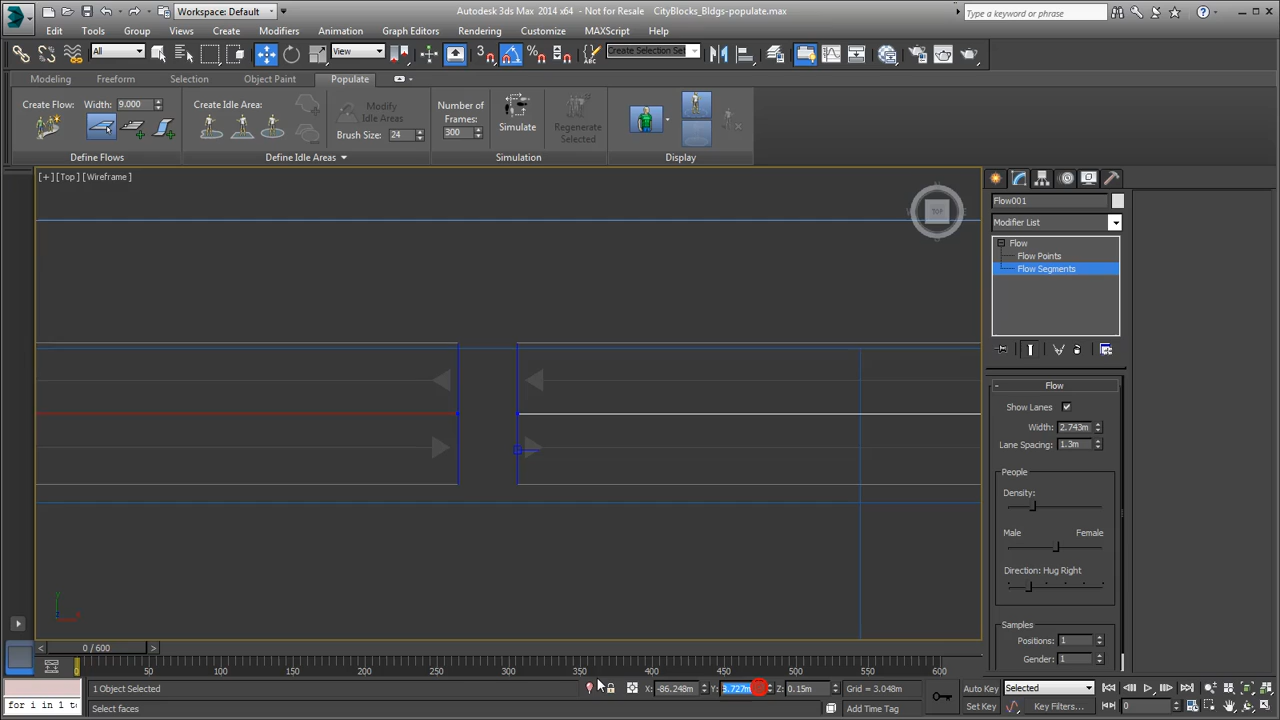 Workspace: Default
Autodesk 3ds Max 2014 x64 - Not for Resale CityBlocks_Bldgs-populate.max
Type a keyword or phrase
Edit Tools Group Views Create Modifiers Animation Graph Editors Rendering Customize MAXScript Help
All View Create Selection Set
Modeling Freeform Selection Object Paint Populate
Create Flow: Width: 9.000 Create Idle Area: Modify Idle Areas Brush Size: 24 Number of Frames: 300 Simulate Regenerate Selected
Define Flows Define Idle Areas Simulation Display
[+] [Top] [Wireframe]
TOP
Flow001
Modifier List
Flow
Flow Points
Flow Segments
Flow
Show Lanes
Width: 2.743m
Lane Spacing: 1.3m
People
Density:
Male Female
Direction: Hug Right
Samples
Positions: 1
Gender: 1
0 / 600
50 100 150 200 250 300 350 400 450 500 550 600
1 Object Selected X: -86.248m Y: 3.727m Z: 0.15m Grid = 3.048m Auto Key Selected
for i in 1 to Select faces Add Time Tag Set Key Key Filters... 0